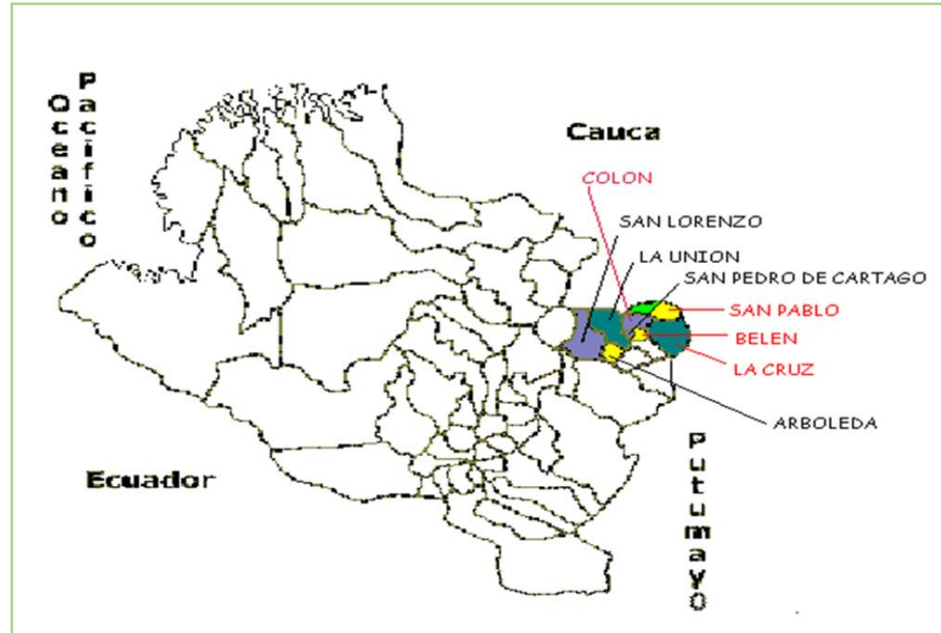 Oceano
Pacifico
Cauca
COLON
SAN LORENZO
LA UNION
SAN PEDRO DE CARTAGO
SAN PABLO
BELEN
LA CRUZ
ARBOLEDA
Ecuador
Putumayo